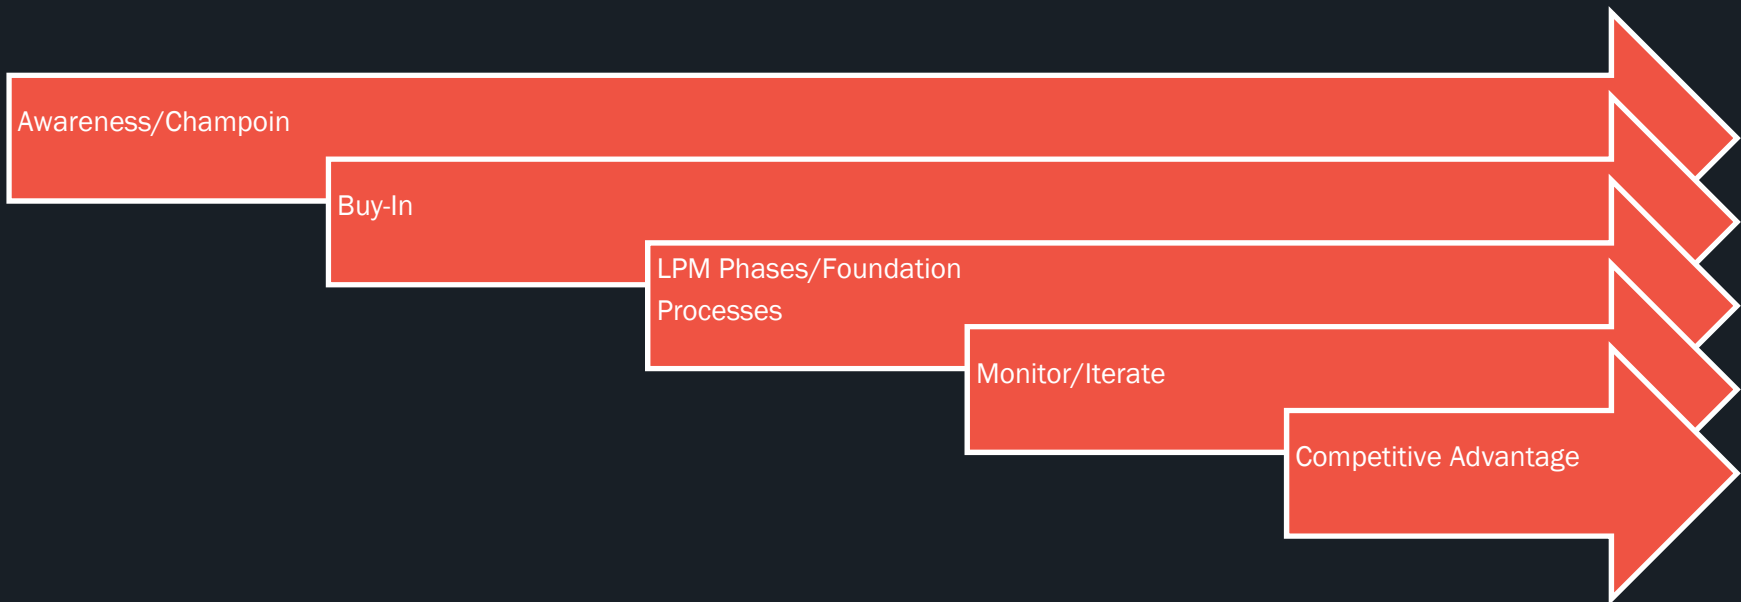 Awareness/Champoin
Buy-In
LPM Phases/Foundation
Processes
Monitor/Iterate
Competitive Advantage